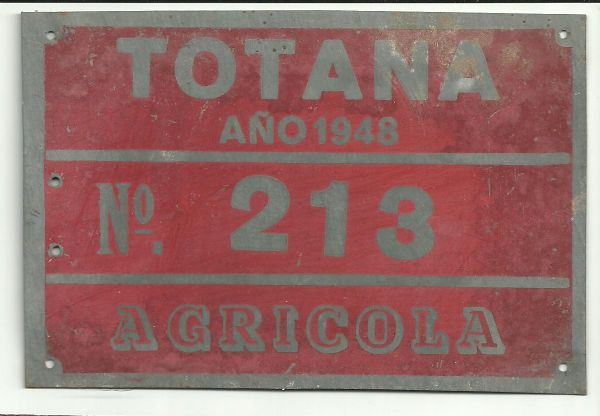 TOTANA
AÑO 1948
Nº. 213
AGRICOLA